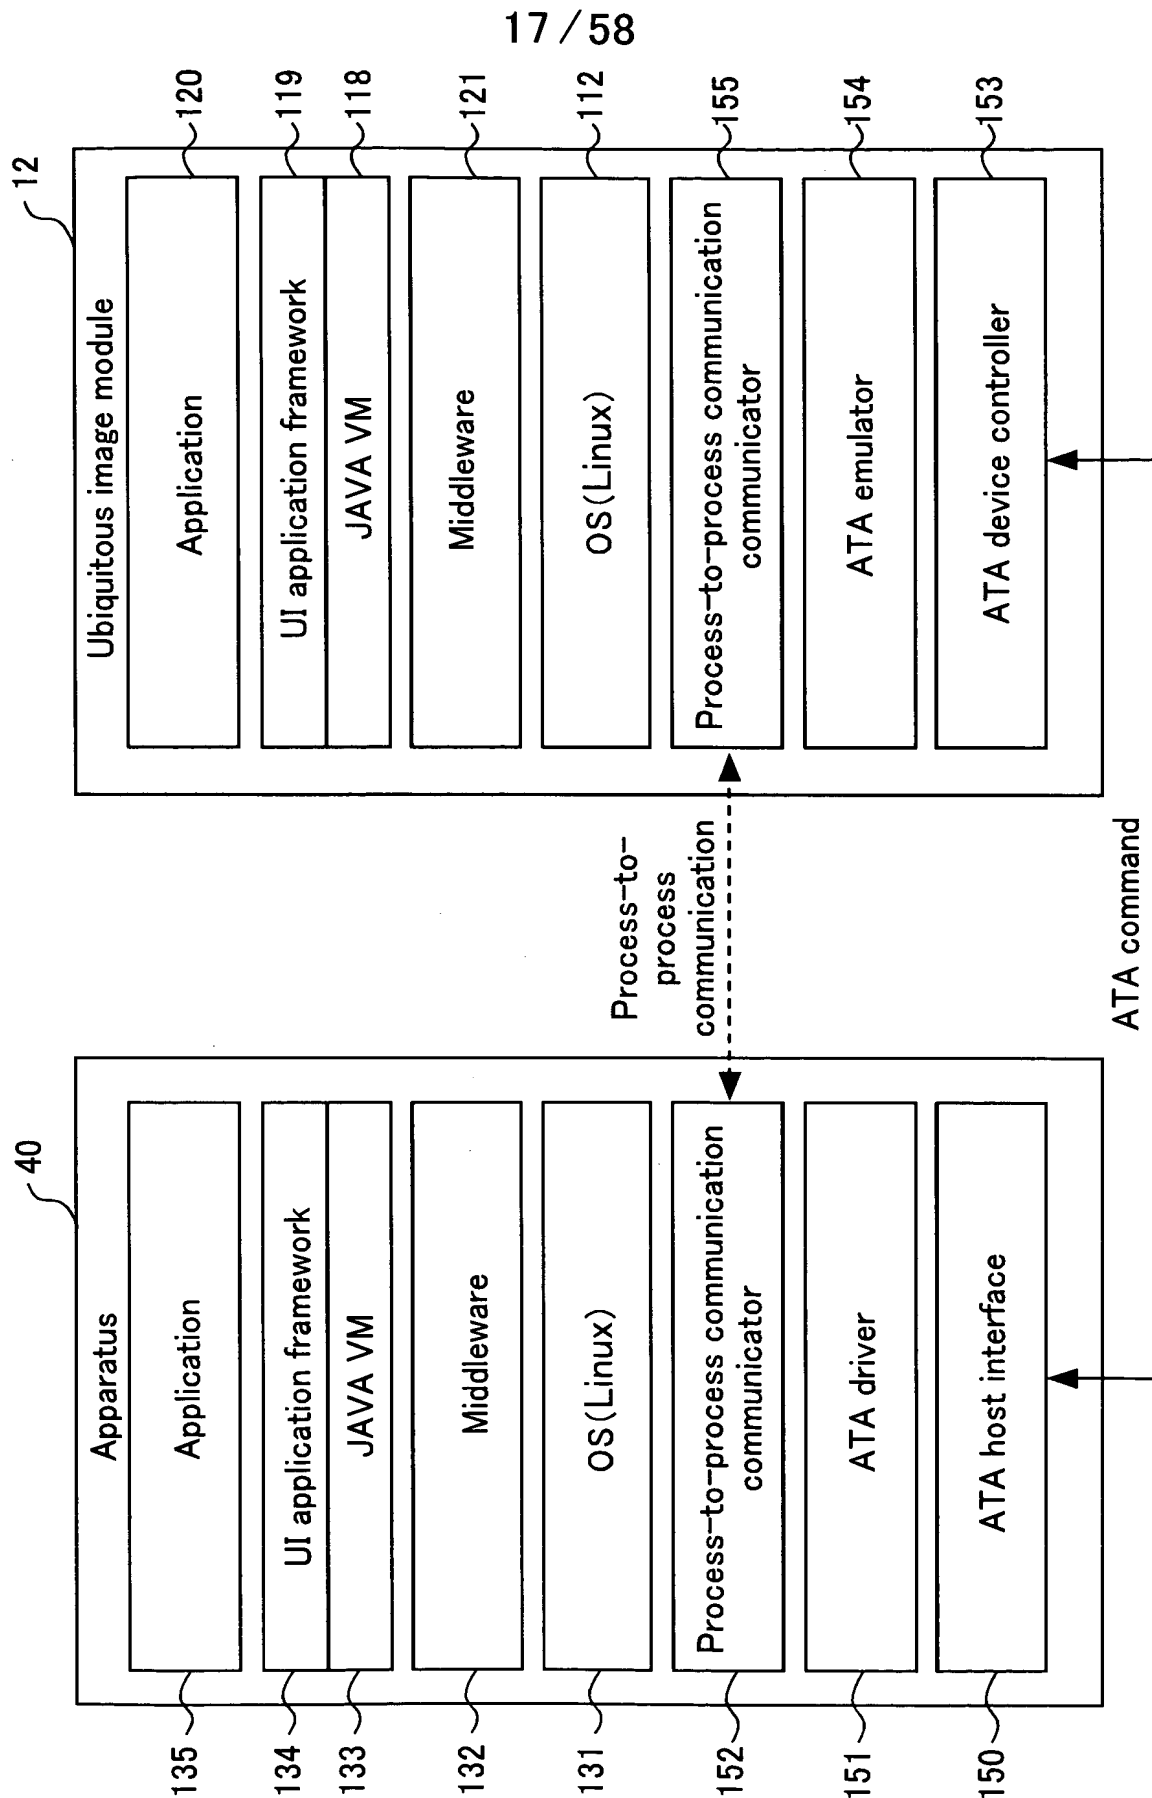 17/58
40
Apparatus
135
Application
134
UI application framework
133
JAVA VM
132
Middleware
131
OS(Linux)
152
Process-to-process communication
communicator
151
ATA driver
150
ATA host interface
Process-to-
process
communication
ATA command
12
Ubiquitous image module
Application
120
UI application framework
119
JAVA VM
118
Middleware
121
OS(Linux)
112
Process-to-process communication
communicator
155
ATA emulator
154
ATA device controller
153